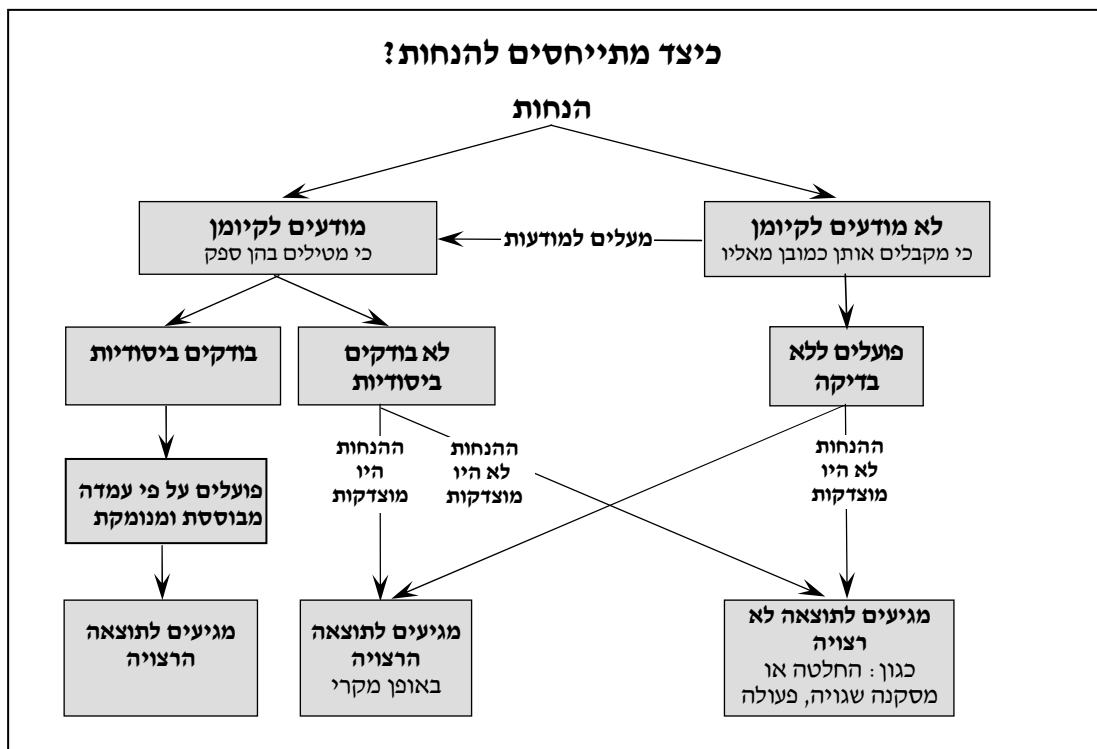 כיצד מתייחסים להנחות?
הנחות
לא מודעים לקיומן
כי מקבלים אותן כמובן מאליו
מעלים למודעות
מודעים לקיומן
כי מטילים בהן ספק
פועלים ללא
בדיקה
לא בודקים
ביסודיות
בודקים ביסודיות
ההנחות
לא היו
מוצדקות
ההנחות
לא היו
מוצדקות
ההנחות
היו
מוצדקות
פועלים על פי עמדה
מבוססת ומנומקת
מגיעים לתוצאה לא
רצויה
כגון: החלטה או
מסקנה שגויה, פעולה
מגיעים לתוצאה
הרצויה
באופן מקרי
מגיעים לתוצאה
הרצויה